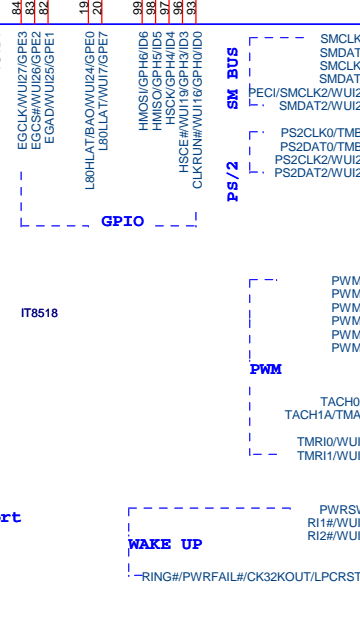 84
83
82
19
20
99
98
97
96
93
EGCLK/WUI27/GPE3
EGCS#/WUI26/GPE2
EGAD/WUI25/GPE1
L80HLAT/BAO/WUI24/GPE0
L80LLAT/WUI7/GPE7
HMOSI/GPH6/ID6
HMISO/GPH5/ID5
HSCK/GPH4/ID4
HSCE#/WUI19/GPH3/ID3
CLKRUN#/WUI16/GPH0/ID0
GPIO
SM BUS
SMCLK
SMDAT
SMCLK
SMDAT
PECI/SMCLK2/WUI2
SMDAT2/WUI2
PS/2
PS2CLK0/TMB
PS2DAT0/TMB
PS2CLK2/WUI2
PS2DAT2/WUI2
IT8518
PWM
PWM
PWM
PWM
PWM
PWM
PWM
TACH0
TACH1A/TMA
TMRI0/WUI
TMRI1/WUI
ort
WAKE UP
PWRSW
RI1#/WUI
RI2#/WUI
RING#/PWRFAIL#/CK32KOUT/LPCRST